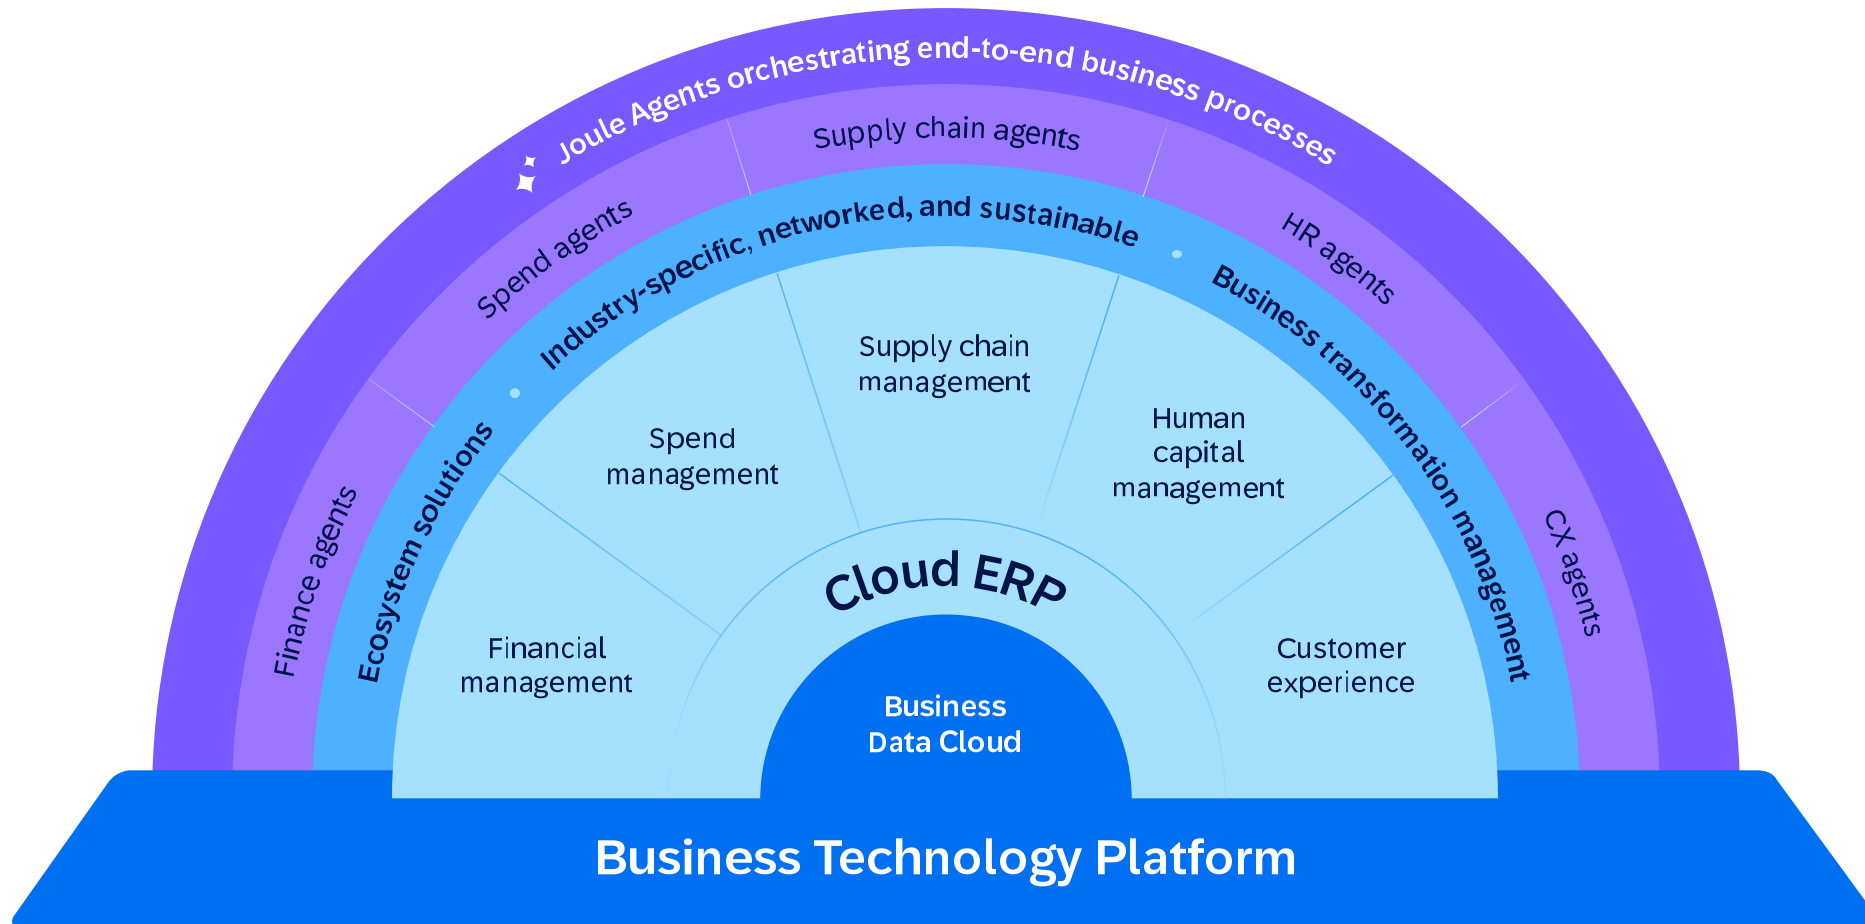 Joule Agents orchestrating end-to-end business processes
Finance agents
Spend agents
Supply chain agents
HR agents
CX agents
Ecosystem solutions
Industry-specific, networked, and sustainable
Business transformation management
Financial
management
Spend
management
Supply chain
management
Human
capital
management
Customer
experience
Cloud ERP
Business
Data Cloud
Business Technology Platform